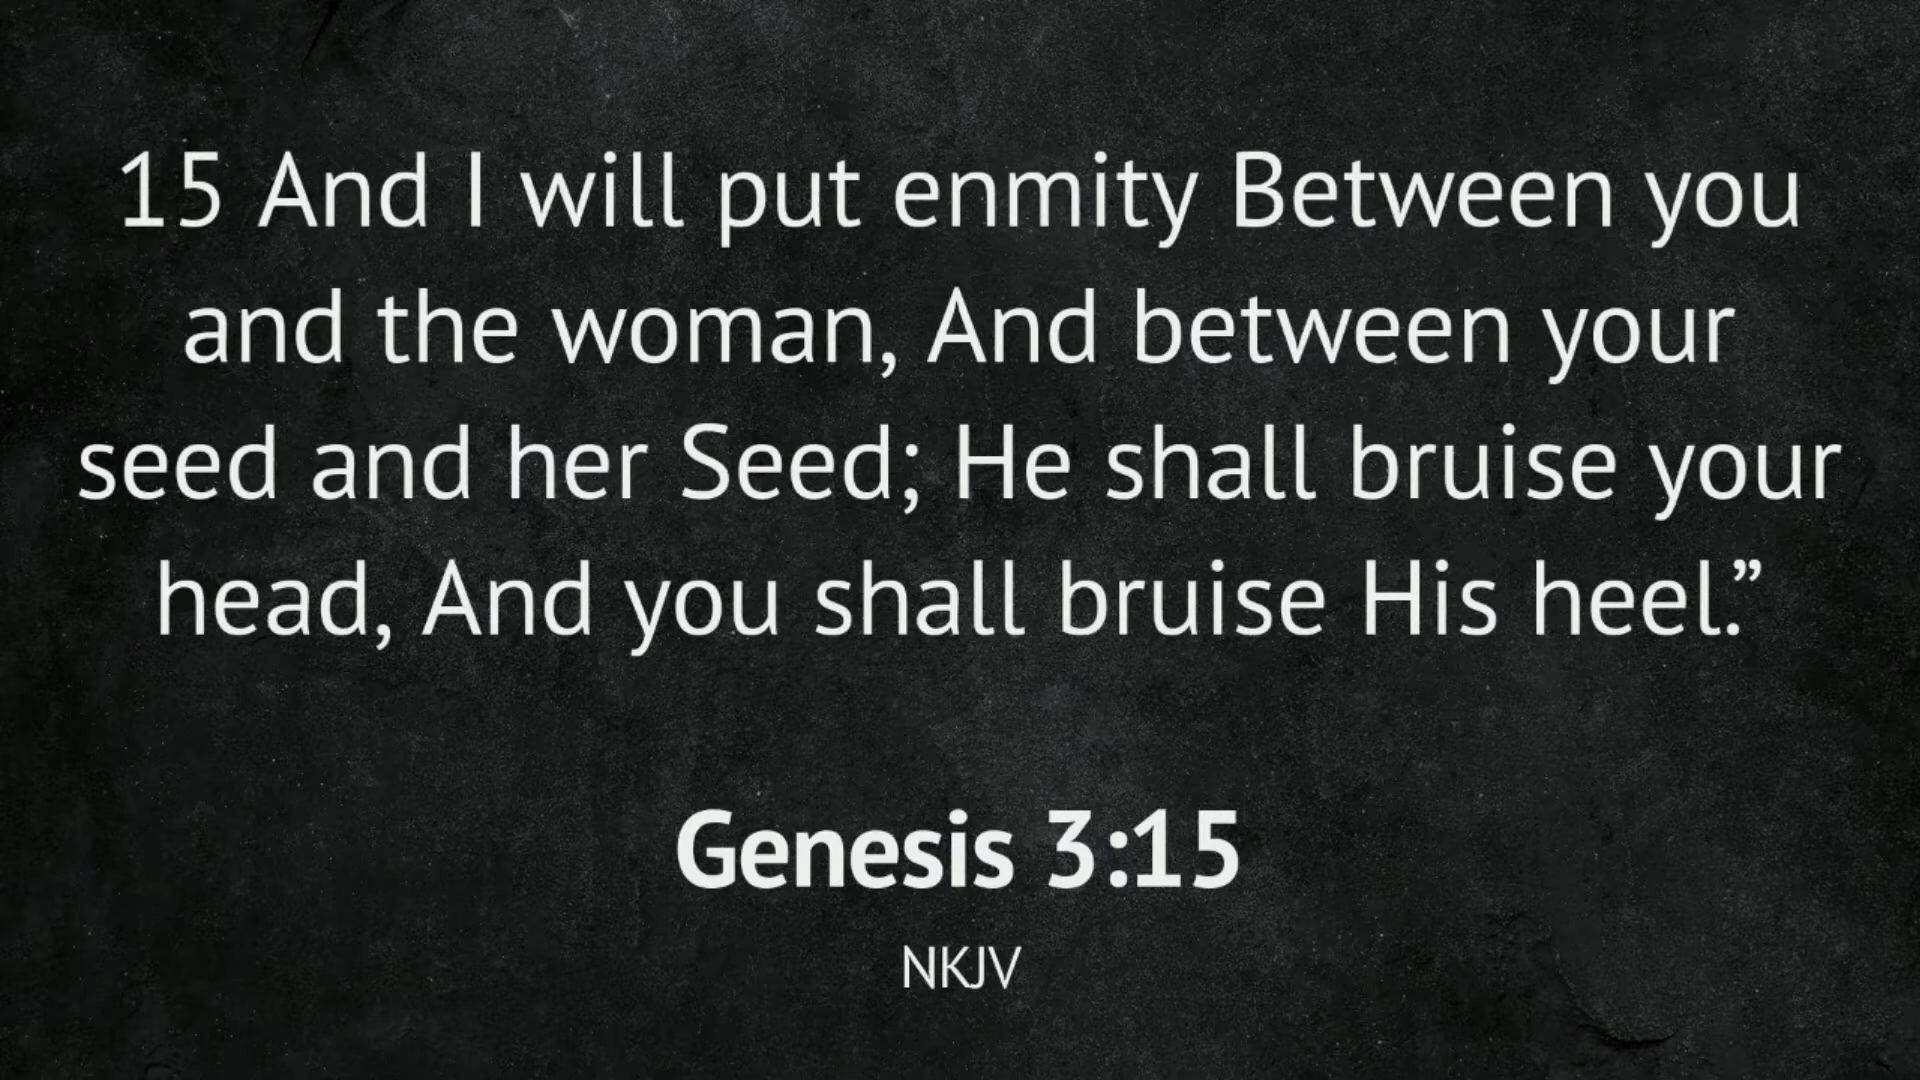 15 And I will put enmity Between you
and the woman, And between your
seed and her Seed; He shall bruise your
head, And you shall bruise His heel.”
Genesis 3:15
NKJV